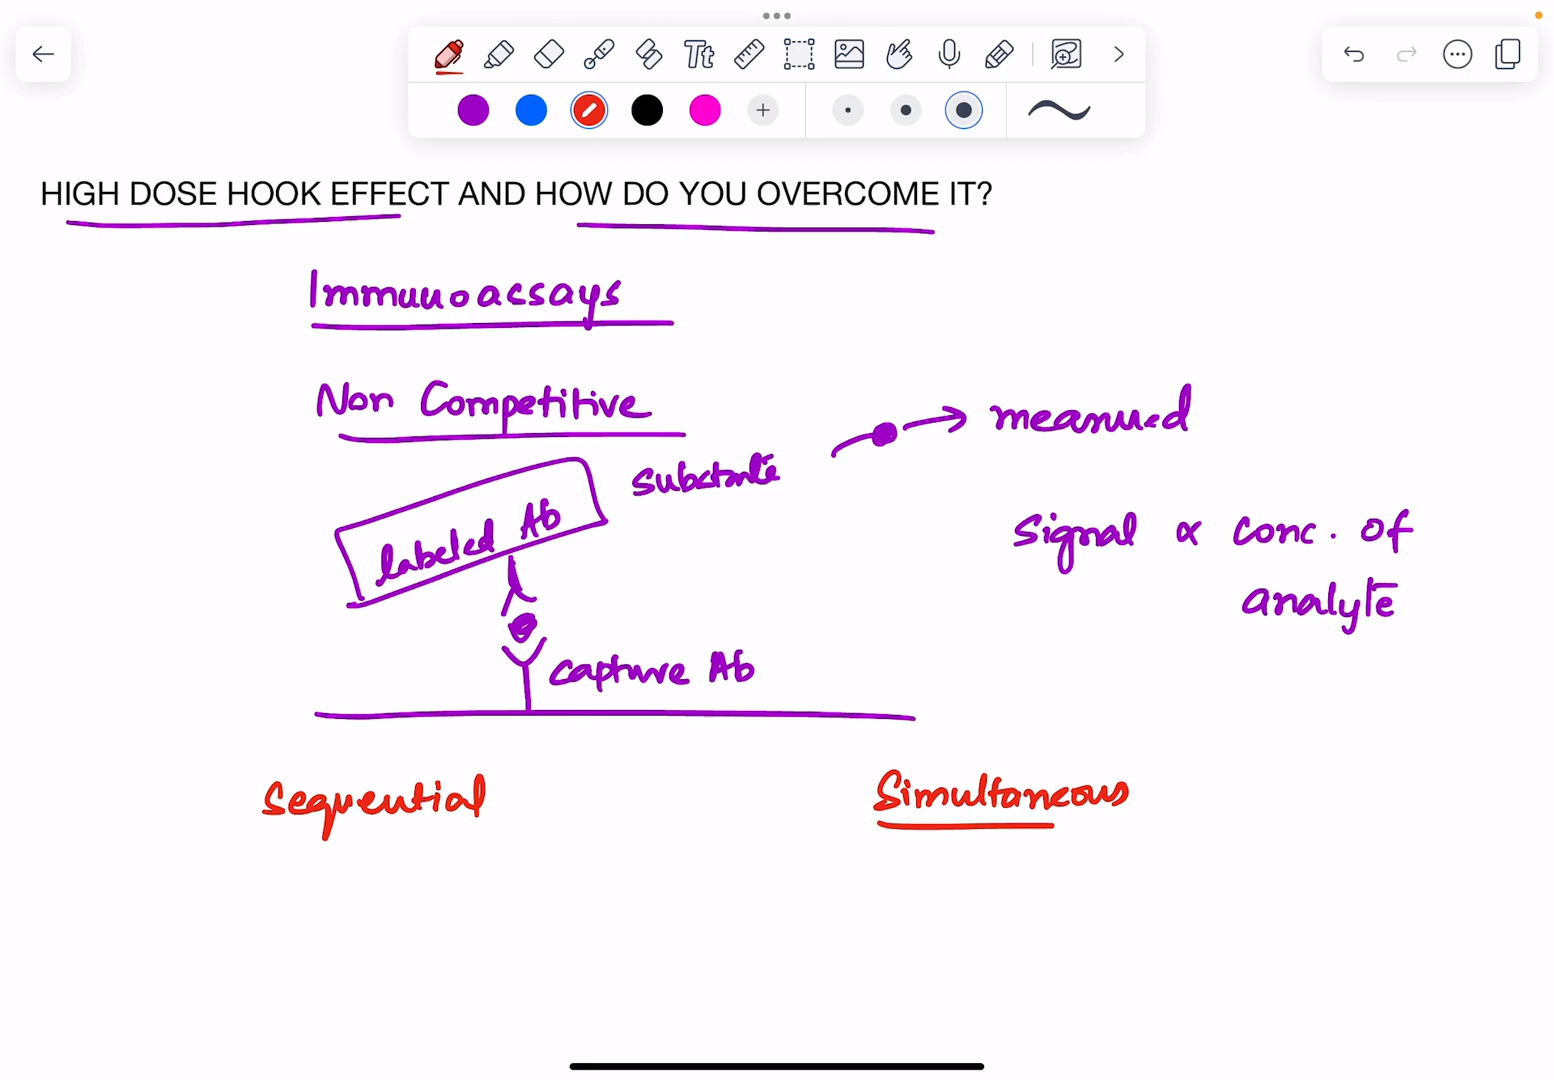 HIGH DOSE HOOK EFFECT AND HOW DO YOU OVERCOME IT?
Immunoassays
Non Competitive
measured
Substrate
labeled Ab
Signal ∝ conc. of
analyte
capture Ab
Sequential
Simultaneous